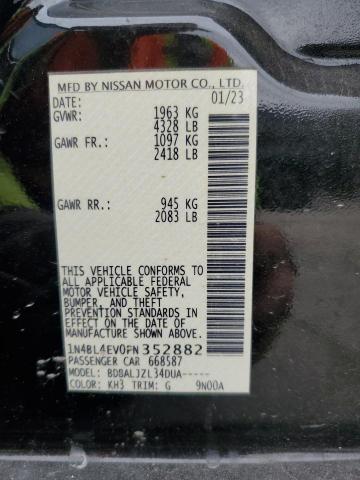 MFD BY NISSAN MOTOR CO., LTD.
DATE: 01/23
GVWR: 1963 KG
4328 LB
GAWR FR.: 1097 KG
2418 LB
GAWR RR.: 945 KG
2083 LB
THIS VEHICLE CONFORMS TO
ALL APPLICABLE FEDERAL
MOTOR VEHICLE SAFETY,
BUMPER, AND THEFT
PREVENTION STANDARDS IN
EFFECT ON THE DATE OF
MANUFACTURE SHOWN ABOVE.
1N4BL4EV0PN352882
PASSENGER CAR 668587
MODEL: BDBALJZL34DUA-----
COLOR: KH3 TRIM: G 9N00A